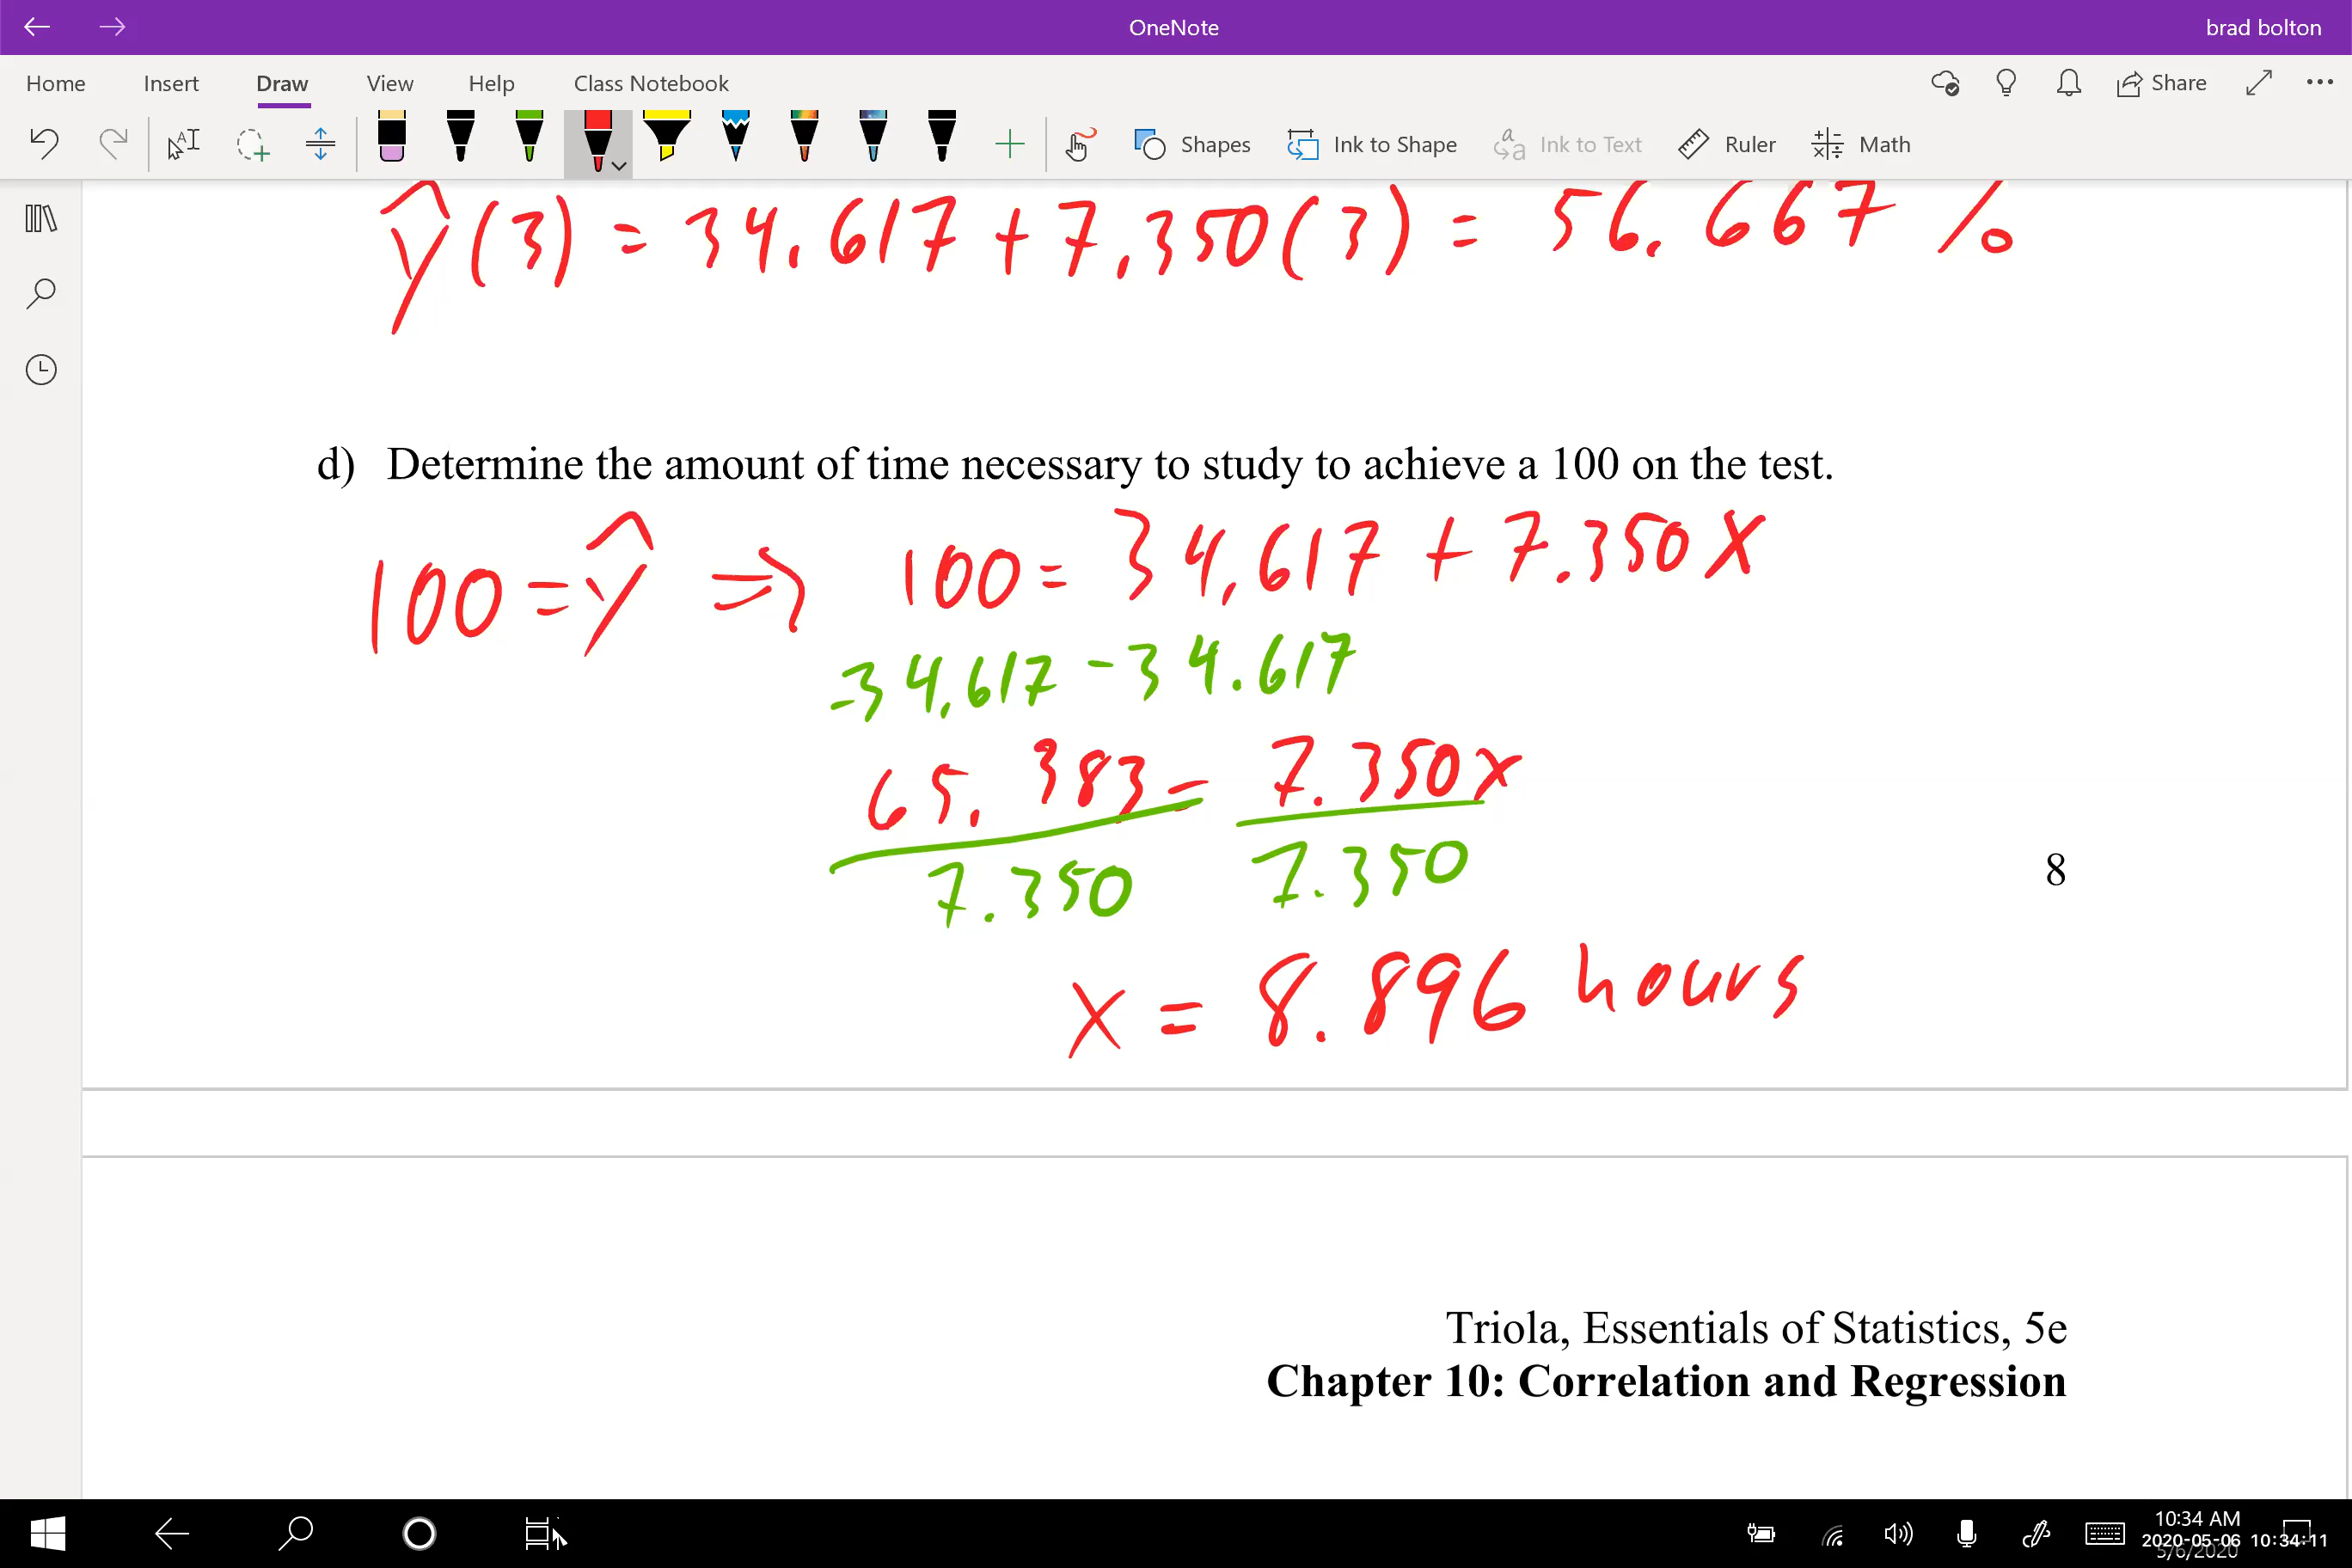 OneNote
brad bolton
Home Insert Draw View Help Class Notebook Share
Shapes Ink to Shape Ink to Text Ruler Math
ŷ(3) = 34.617 + 7.350(3) = 56.667 %
d) Determine the amount of time necessary to study to achieve a 100 on the test.
100 = ŷ ⇒ 100 = 34.617 + 7.350X
-34.617 -34.617
65.383 = 7.350x
7.350 7.350
8
x = 8.896 hours
Triola, Essentials of Statistics, 5e
Chapter 10: Correlation and Regression
10:34 AM
2020-05-06 10:34:11
5/6/2020